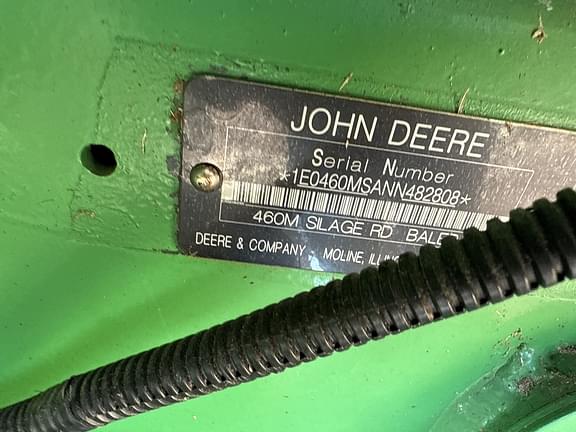 JOHN DEERE
Serial Number
*1E0460MSANN482808*
460M SILAGE RD
DEERE & COMPANY MOLINE,